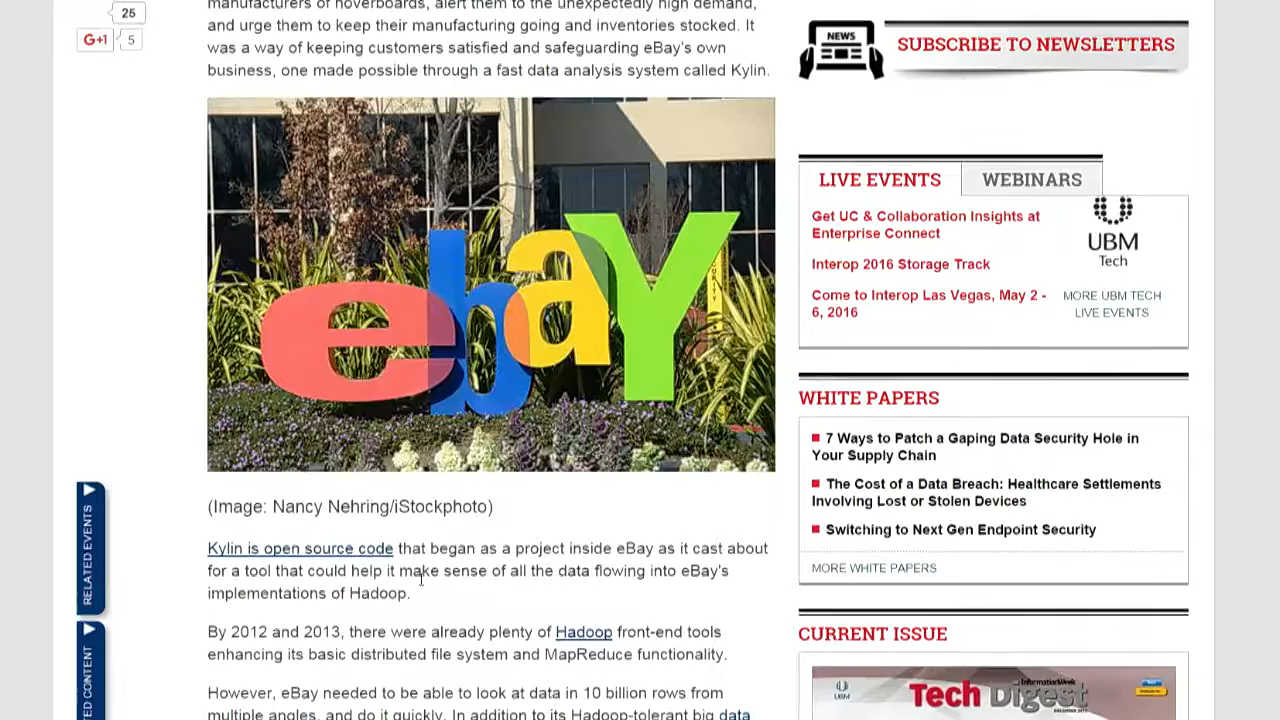 25
G+1 5
manufacturers of hoverboards, alert them to the unexpectedly high demand,
and urge them to keep their manufacturing going and inventories stocked. It
was a way of keeping customers satisfied and safeguarding eBay's own
business, one made possible through a fast data analysis system called Kylin.
ebaY
SECURITY
(Image: Nancy Nehring/iStockphoto)
Kylin is open source code that began as a project inside eBay as it cast about
for a tool that could help it make sense of all the data flowing into eBay's
implementations of Hadoop.
By 2012 and 2013, there were already plenty of Hadoop front-end tools
enhancing its basic distributed file system and MapReduce functionality.
However, eBay needed to be able to look at data in 10 billion rows from
multiple angles, and do it quickly. In addition to its Hadoop-tolerant big data
RELATED EVENTS
TED CONTENT
NEWS
SUBSCRIBE TO NEWSLETTERS
LIVE EVENTS
WEBINARS
Get UC & Collaboration Insights at
Enterprise Connect
Interop 2016 Storage Track
Come to Interop Las Vegas, May 2 -
6, 2016
UBM
Tech
MORE UBM TECH
LIVE EVENTS
WHITE PAPERS
7 Ways to Patch a Gaping Data Security Hole in
Your Supply Chain
The Cost of a Data Breach: Healthcare Settlements
Involving Lost or Stolen Devices
Switching to Next Gen Endpoint Security
MORE WHITE PAPERS
CURRENT ISSUE
UBM
InformationWeek
Tech Digest